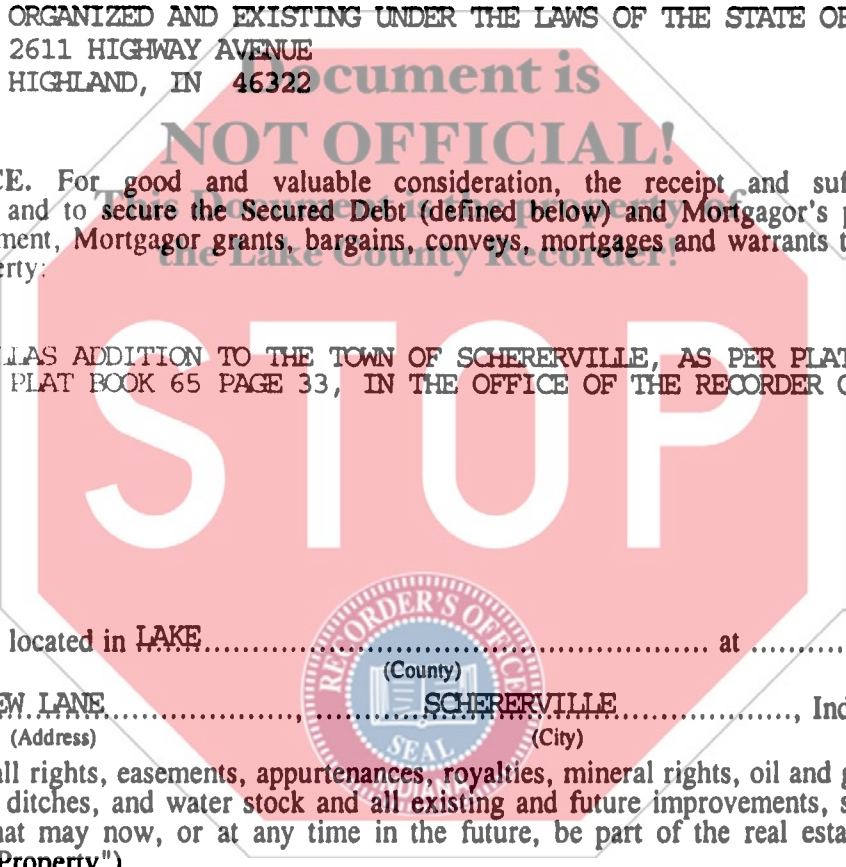 ORGANIZED AND EXISTING UNDER THE LAWS OF THE STATE OF
2611 HIGHWAY AVENUE
HIGHLAND, IN 46322
Document is
NOT OFFICIAL!
This Document is the property of
the Lake County Recorder!
CE. For good and valuable consideration, the receipt and suf
and to secure the Secured Debt (defined below) and Mortgagor's p
ment, Mortgagor grants, bargains, conveys, mortgages and warrants t
erty:
LLAS ADDITION TO THE TOWN OF SCHERERVILLE, AS PER PLAT
PLAT BOOK 65 PAGE 33, IN THE OFFICE OF THE RECORDER O
STOP
located in LAKE at
(County)
EW LANE, SCHERERVILLE, Ind
(Address) (City)
RECORDER'S OFFICE
SEAL
INDIANA
all rights, easements, appurtenances, royalties, mineral rights, oil and g
ditches, and water stock and all existing and future improvements, s
hat may now, or at any time in the future, be part of the real esta
Property")